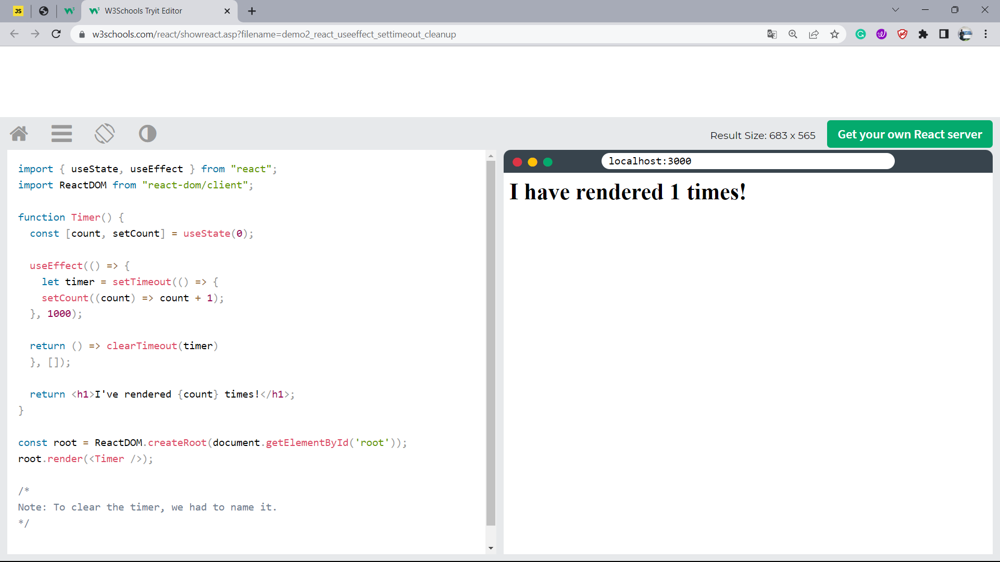 JS
W3Schools Tryit Editor
w3schools.com/react/showreact.asp?filename=demo2_react_useeffect_settimeout_cleanup
Result Size: 683 x 565
Get your own React server
import { useState, useEffect } from "react";
import ReactDOM from "react-dom/client";
function Timer() {
const [count, setCount] = useState(0);
useEffect(() => {
let timer = setTimeout(() => {
setCount((count) => count + 1);
}, 1000);
return () => clearTimeout(timer)
}, []);
return <h1>I've rendered {count} times!</h1>;
}
const root = ReactDOM.createRoot(document.getElementById('root'));
root.render(<Timer />);
/*
Note: To clear the timer, we had to name it.
*/
localhost:3000
I have rendered 1 times!